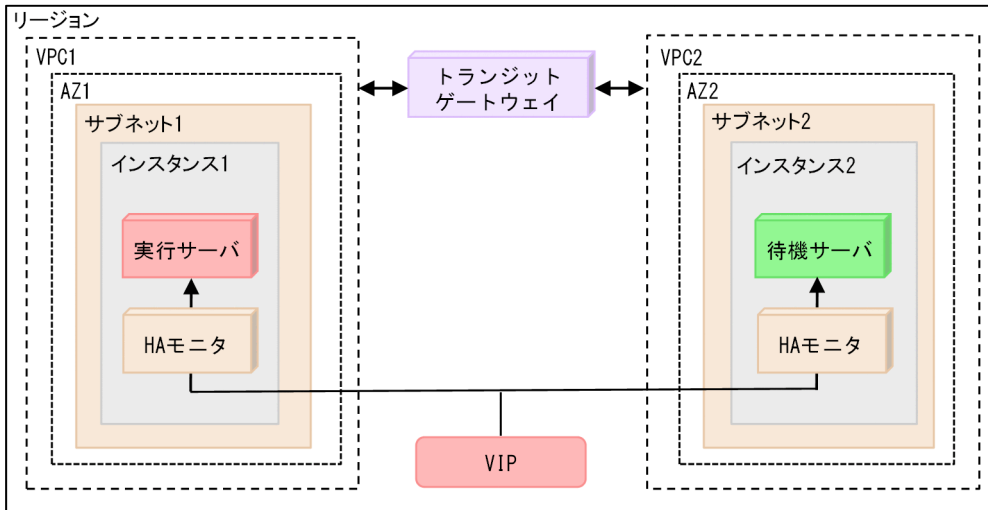 リージョン
VPC1
AZ1
サブネット1
インスタンス1
実行サーバ
HAモニタ
トランジット
ゲートウェイ
VPC2
AZ2
サブネット2
インスタンス2
待機サーバ
HAモニタ
VIP